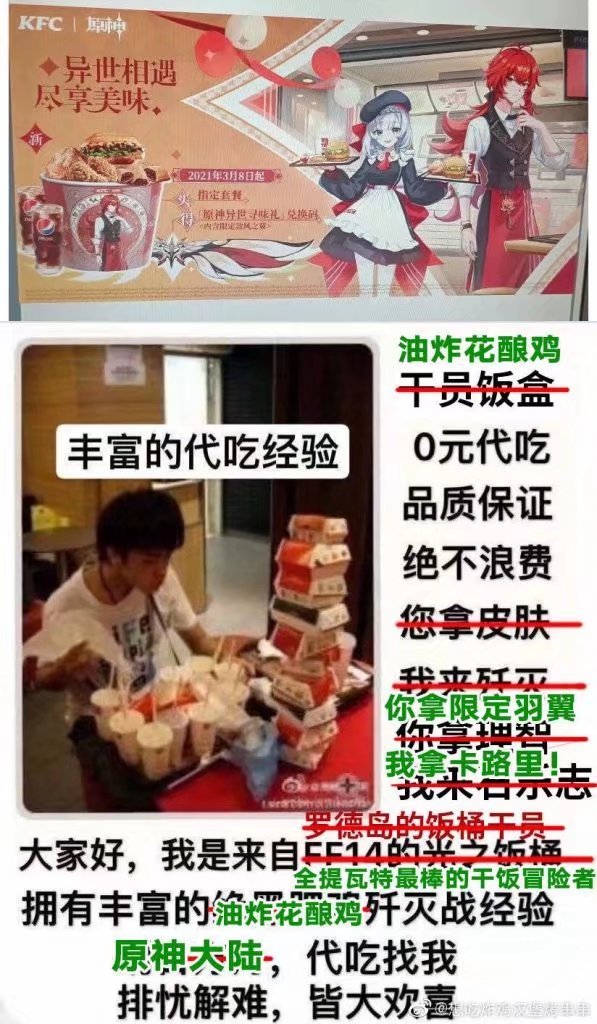 KFC 原神
异世相遇
尽享美味
新
2021年3月8日起
买 指定套餐
得 「原神异世寻味礼」兑换码
<内含限定款风之翼>
丰富的代吃经验
油炸花酿鸡
干员饭盒
0元代吃
品质保证
绝不浪费
您拿皮肤
我来歼灭
你拿限定羽翼
你拿理智
我拿卡路里!
罗德岛的饭桶干员
大家好，我是来自FF14的光之饭桶
全提瓦特最棒的干饭冒险者
拥有丰富的 油炸花酿鸡 歼灭战经验
原神大陆，代吃找我
排忧解难，皆大欢喜
@想吃炸鸡汉堡烤串串